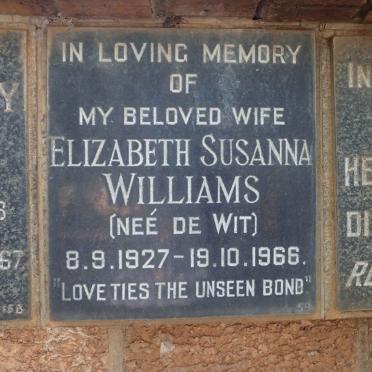 IN LOVING MEMORY
OF
MY BELOVED WIFE
ELIZABETH SUSANNA
WILLIAMS
(NEÉ DE WIT)
8.9.1927-19.10.1966.
"LOVE TIES THE UNSEEN BOND"
59